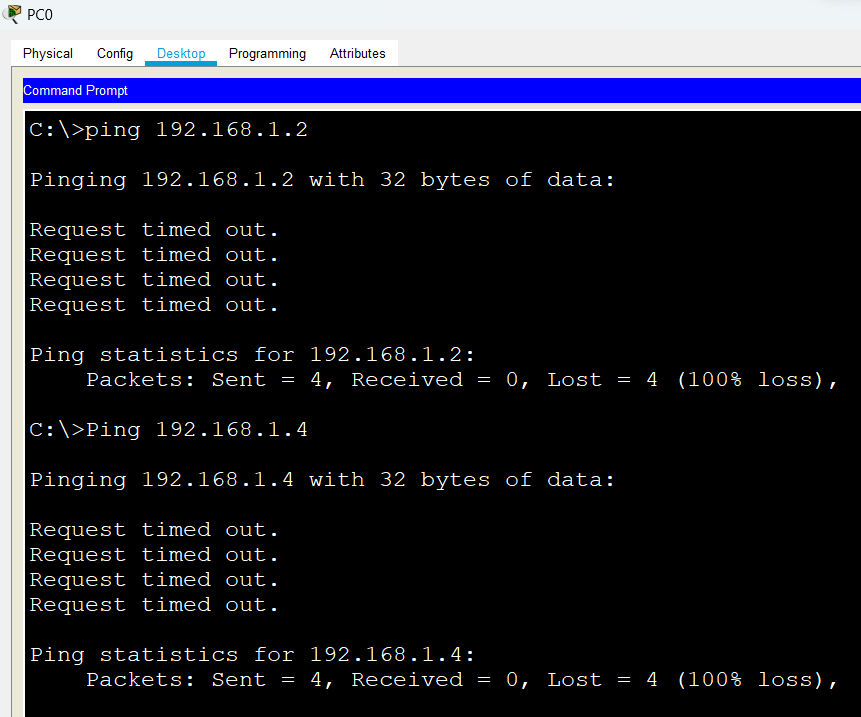 PC0
Physical Config Desktop Programming Attributes
Command Prompt
C:\>ping 192.168.1.2
Pinging 192.168.1.2 with 32 bytes of data:
Request timed out.
Request timed out.
Request timed out.
Request timed out.
Ping statistics for 192.168.1.2:
    Packets: Sent = 4, Received = 0, Lost = 4 (100% loss),
C:\>Ping 192.168.1.4
Pinging 192.168.1.4 with 32 bytes of data:
Request timed out.
Request timed out.
Request timed out.
Request timed out.
Ping statistics for 192.168.1.4:
    Packets: Sent = 4, Received = 0, Lost = 4 (100% loss),